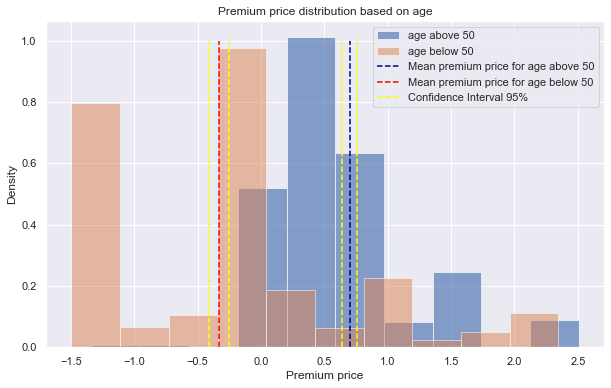 Premium price distribution based on age
age above 50
age below 50
Mean premium price for age above 50
Mean premium price for age below 50
Confidence Interval 95%
Density
1.0
0.8
0.6
0.4
0.2
0.0
−1.5 −1.0 −0.5 0.0 0.5 1.0 1.5 2.0 2.5
Premium price